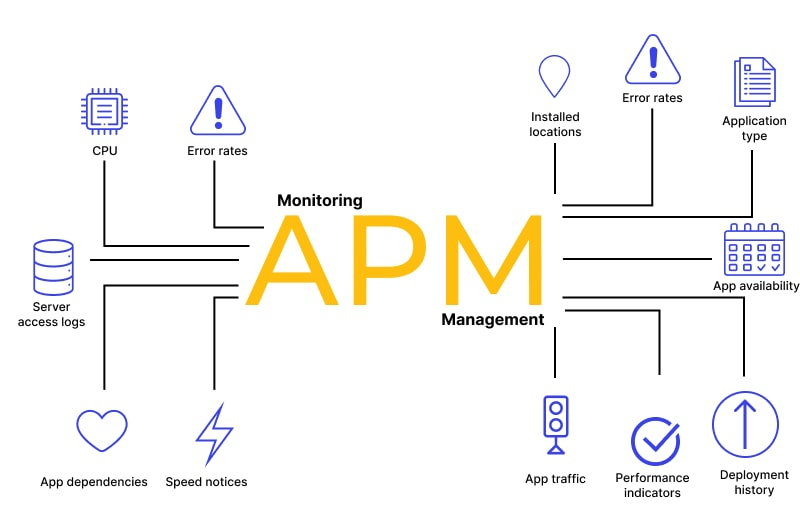 Installed
locations
Error rates
Application
type
CPU
Error rates
Monitoring
APM
Management
Server
access logs
App availability
App dependencies
Speed notices
App traffic
Performance
indicators
Deployment
history